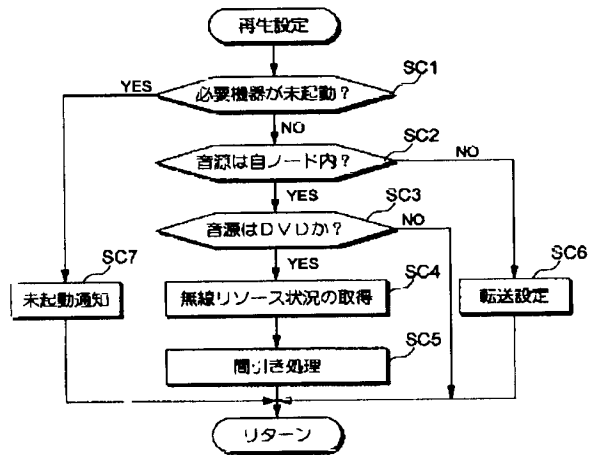 再生設定
SC1
YES
必要機器が未起動?
NO
SC2
音源は自ノード内?
NO
YES
SC3
音源はDVDか?
NO
YES
SC7
SC4
SC6
未起動通知
無線リソース状況の取得
転送設定
SC5
間引き処理
リターン